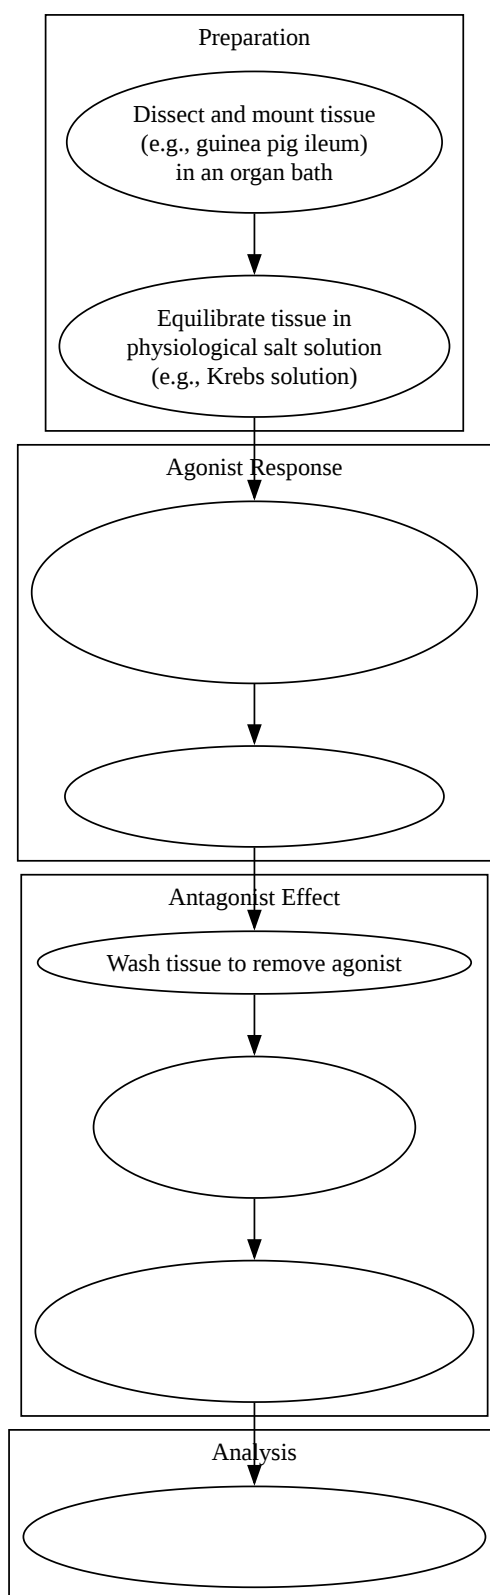 Preparation
Dissect and mount tissue
(e.g., guinea pig ileum)
in an organ bath
Equilibrate tissue in
physiological salt solution
(e.g., Krebs solution)
Agonist Response
Antagonist Effect
Wash tissue to remove agonist
Analysis